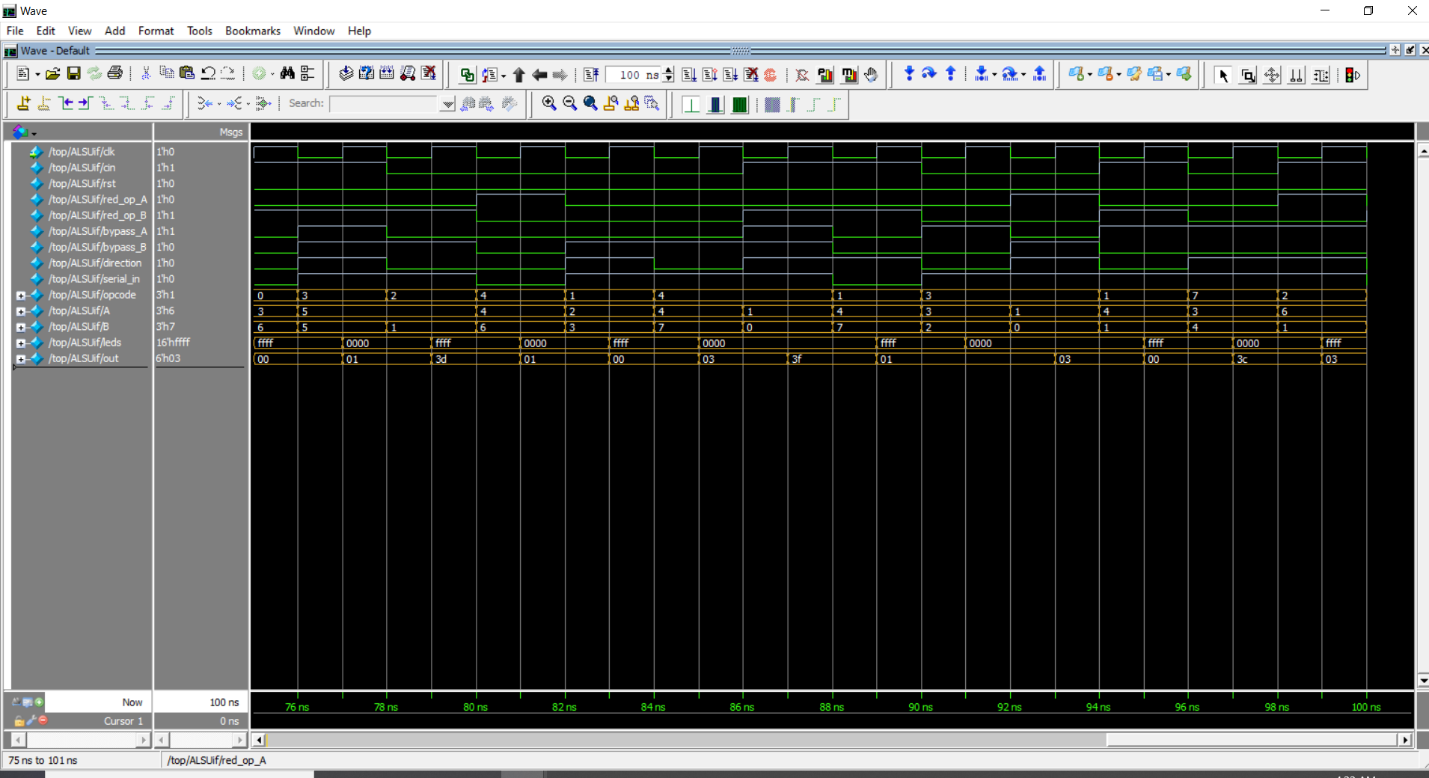 Wave
File Edit View Add Format Tools Bookmarks Window Help
Wave - Default
100 ns
Search:
Msgs
/top/ALSUif/clk 1'h0
/top/ALSUif/cin 1'h1
/top/ALSUif/rst 1'h0
/top/ALSUif/red_op_A 1'h0
/top/ALSUif/red_op_B 1'h1
/top/ALSUif/bypass_A 1'h1
/top/ALSUif/bypass_B 1'h0
/top/ALSUif/direction 1'h0
/top/ALSUif/serial_in 1'h0
/top/ALSUif/opcode 3'h1 0 3 2 4 1 4 1 3 1 7 2
/top/ALSUif/A 3'h6 3 5 4 2 4 1 4 3 1 4 3 6
/top/ALSUif/B 3'h7 6 5 1 6 3 7 0 7 2 0 1 4 1
/top/ALSUif/leds 16'hffff ffff 0000 ffff 0000 ffff 0000 ffff 0000 ffff 0000 ffff
/top/ALSUif/out 6'h03 00 01 3d 01 00 03 3f 01 03 00 3c 03
Now 100 ns
76 ns 78 ns 80 ns 82 ns 84 ns 86 ns 88 ns 90 ns 92 ns 94 ns 96 ns 98 ns 100 ns
Cursor 1 0 ns
75 ns to 101 ns /top/ALSUif/red_op_A